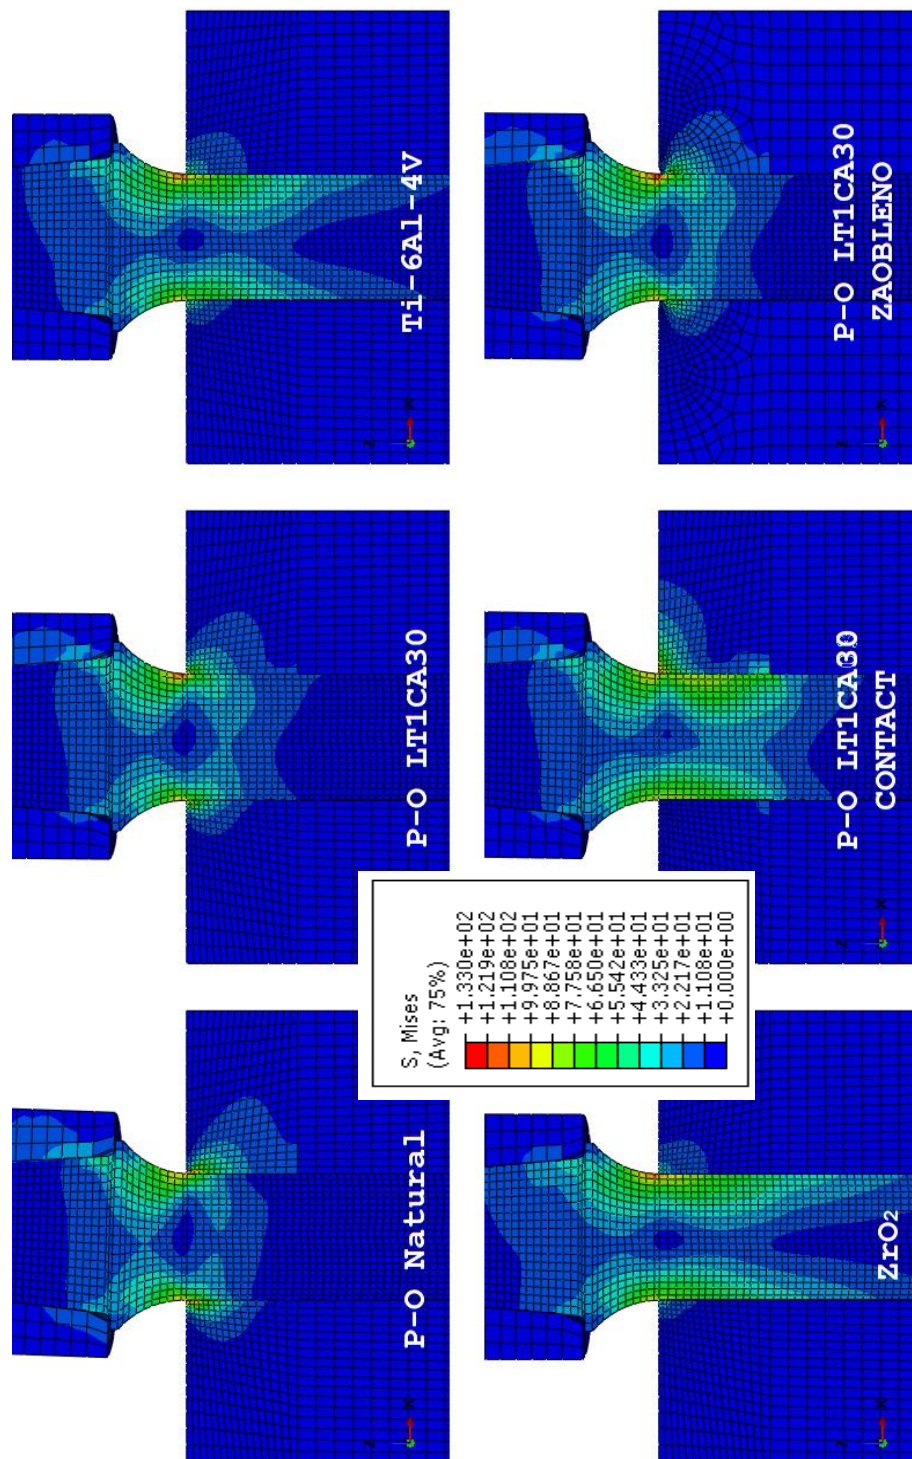 Z
X
P-O Natural
Z
X
P-O LT1CA30
Z
X
Ti-6Al-4V
S, Mises
(Avg: 75%)
+1.330e+02
+1.219e+02
+1.108e+02
+9.975e+01
+8.867e+01
+7.758e+01
+6.650e+01
+5.542e+01
+4.433e+01
+3.325e+01
+2.217e+01
+1.108e+01
+0.000e+00
Z
X
ZrO₂
Z
X
P-O LT1CA30
CONTACT
Z
X
P-O LT1CA30
ZAOBLENO